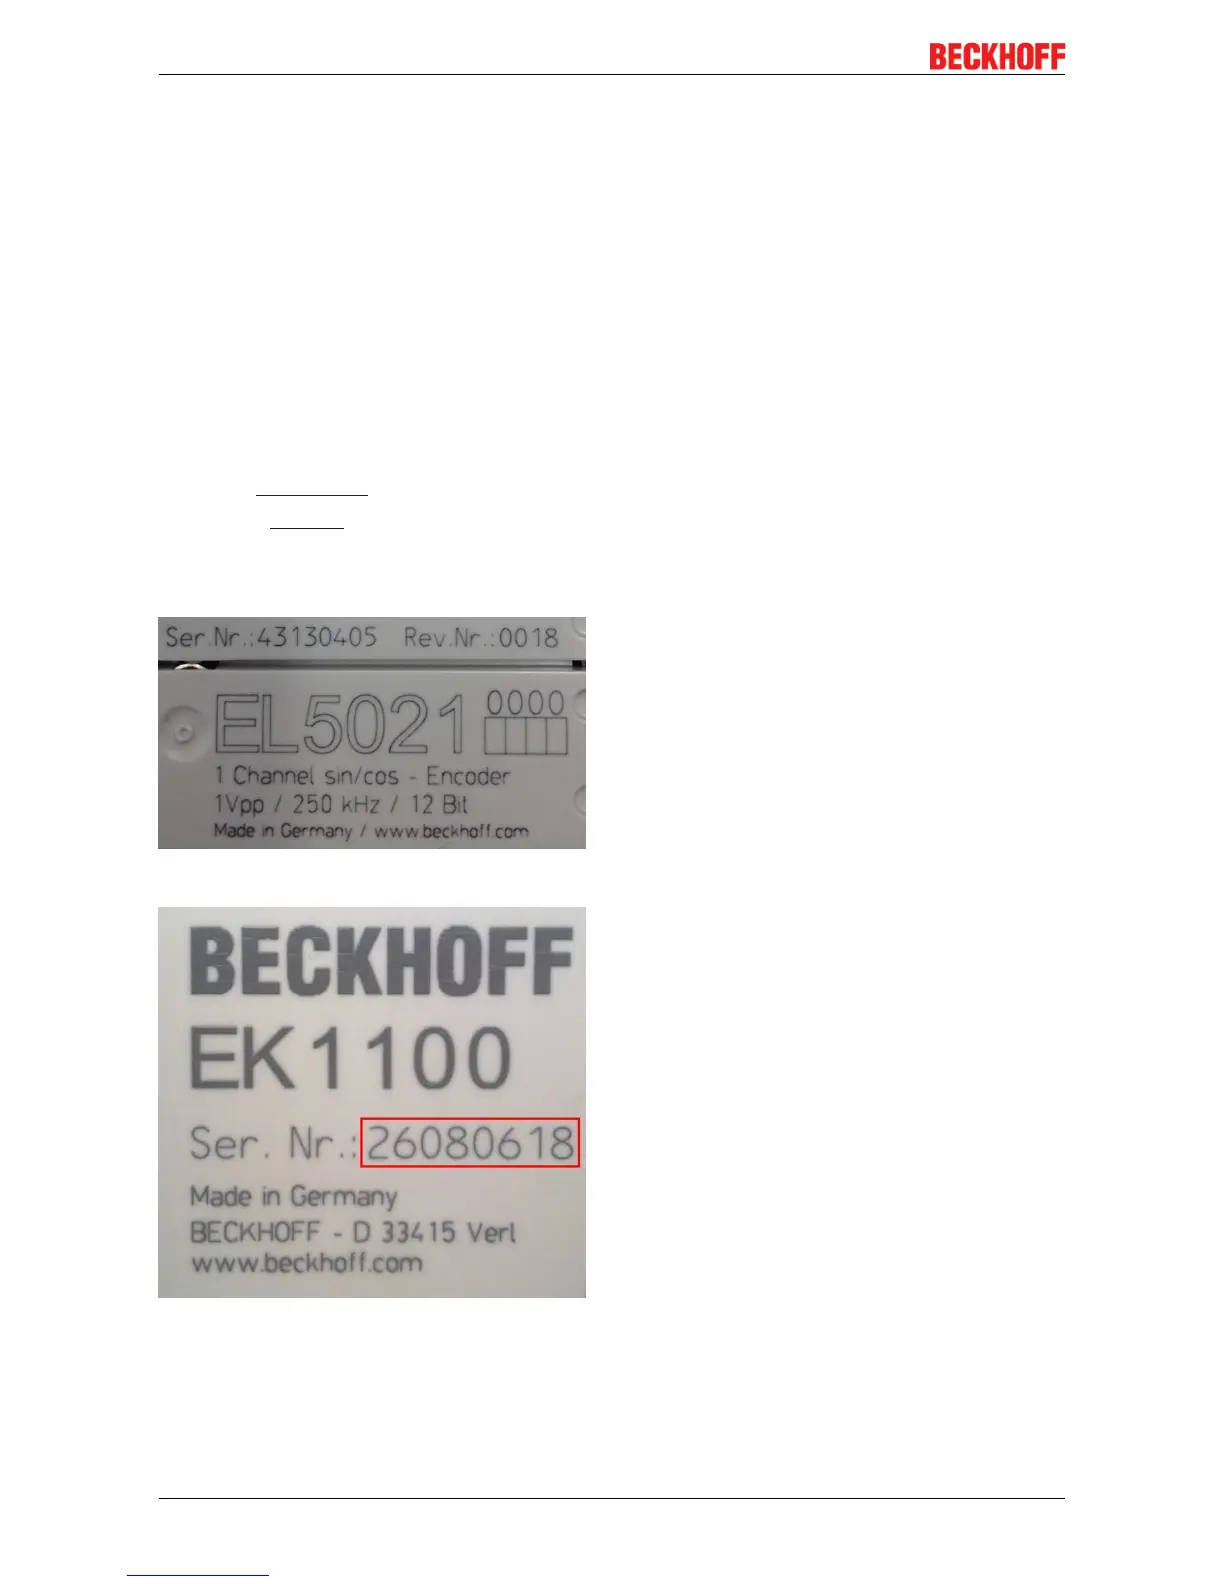 BECKHOFF
Ser.Nr.:43130405 Rev.Nr.:0018
EL5021 0000
1 Channel sin/cos - Encoder
1Vpp / 250 kHz / 12 Bit
Made in Germany / www.beckhoff.com
BECKHOFF
EK1100
Ser. Nr.:26080618
Made in Germany
BECKHOFF - D 33415 Verl
www.beckhoff.com